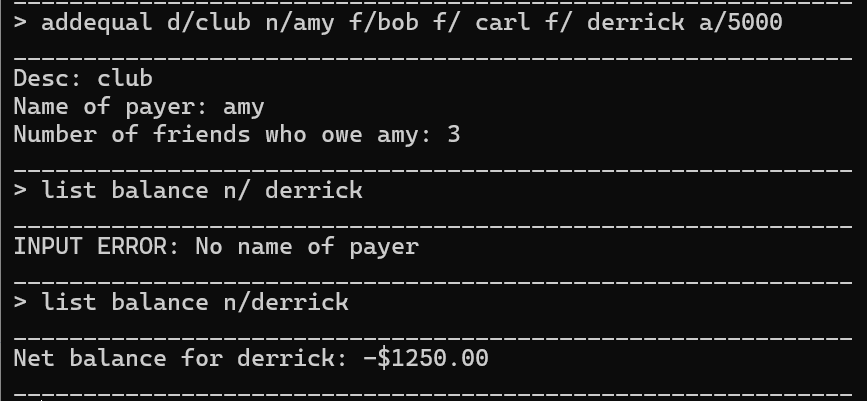 > addequal d/club n/amy f/bob f/ carl f/ derrick a/5000
Desc: club
Name of payer: amy
Number of friends who owe amy: 3
> list balance n/ derrick
INPUT ERROR: No name of payer
> list balance n/derrick
Net balance for derrick: -$1250.00